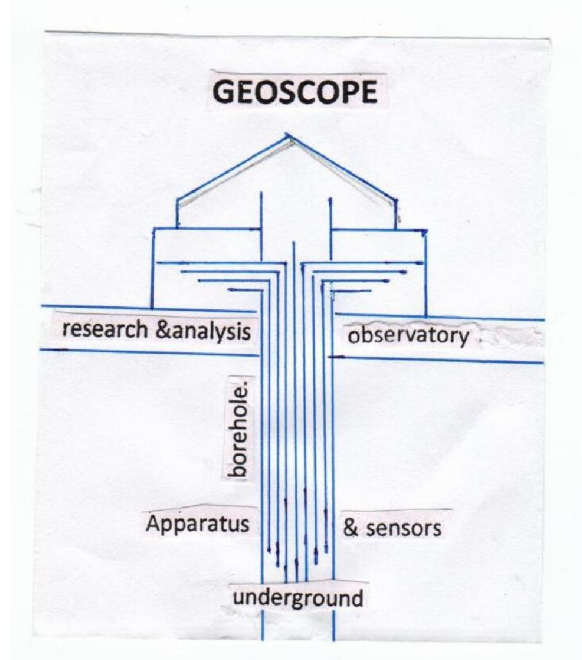 GEOSCOPE
research &analysis
observatory
borehole.
Apparatus
& sensors
underground